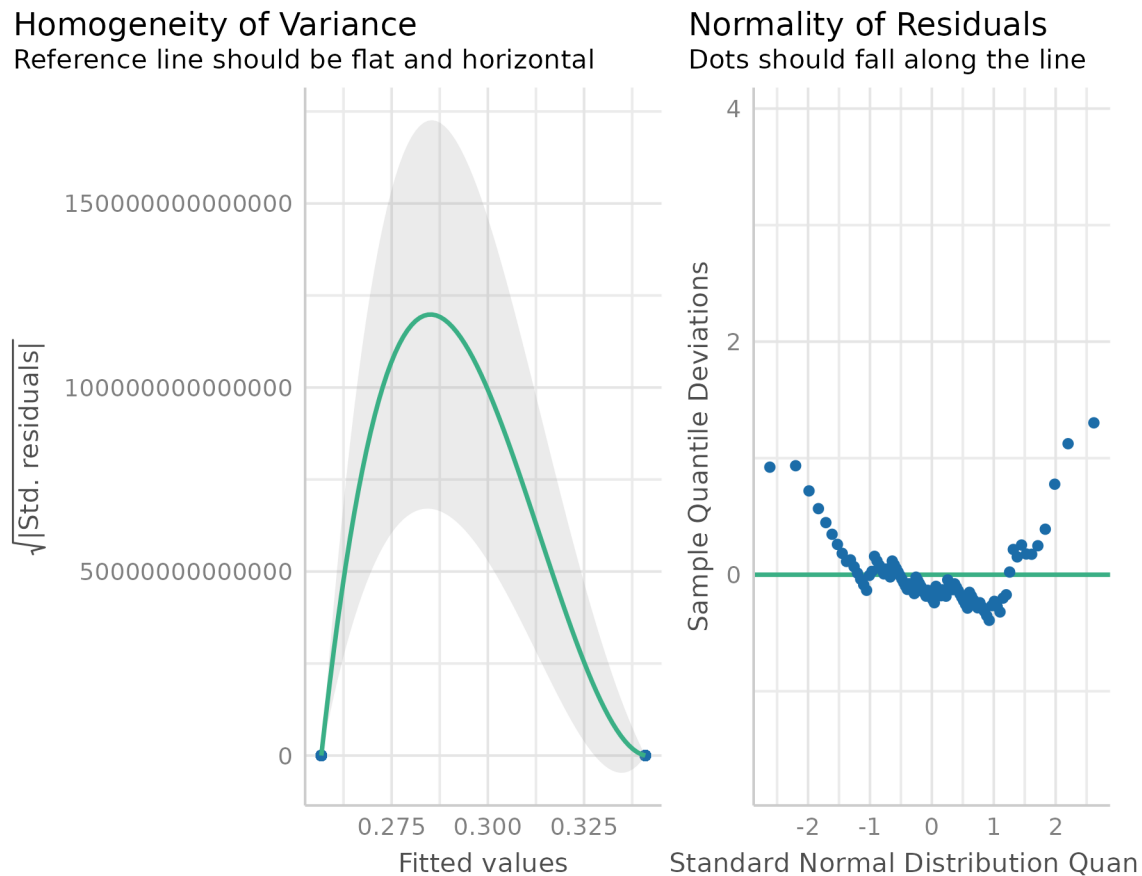 Homogeneity of Variance
Reference line should be flat and horizontal
√|Std. residuals|
150000000000000
100000000000000
50000000000000
0
0.275 0.300 0.325
Fitted values
Normality of Residuals
Dots should fall along the line
Sample Quantile Deviations
4
2
0
-2 -1 0 1 2
Standard Normal Distribution Quan